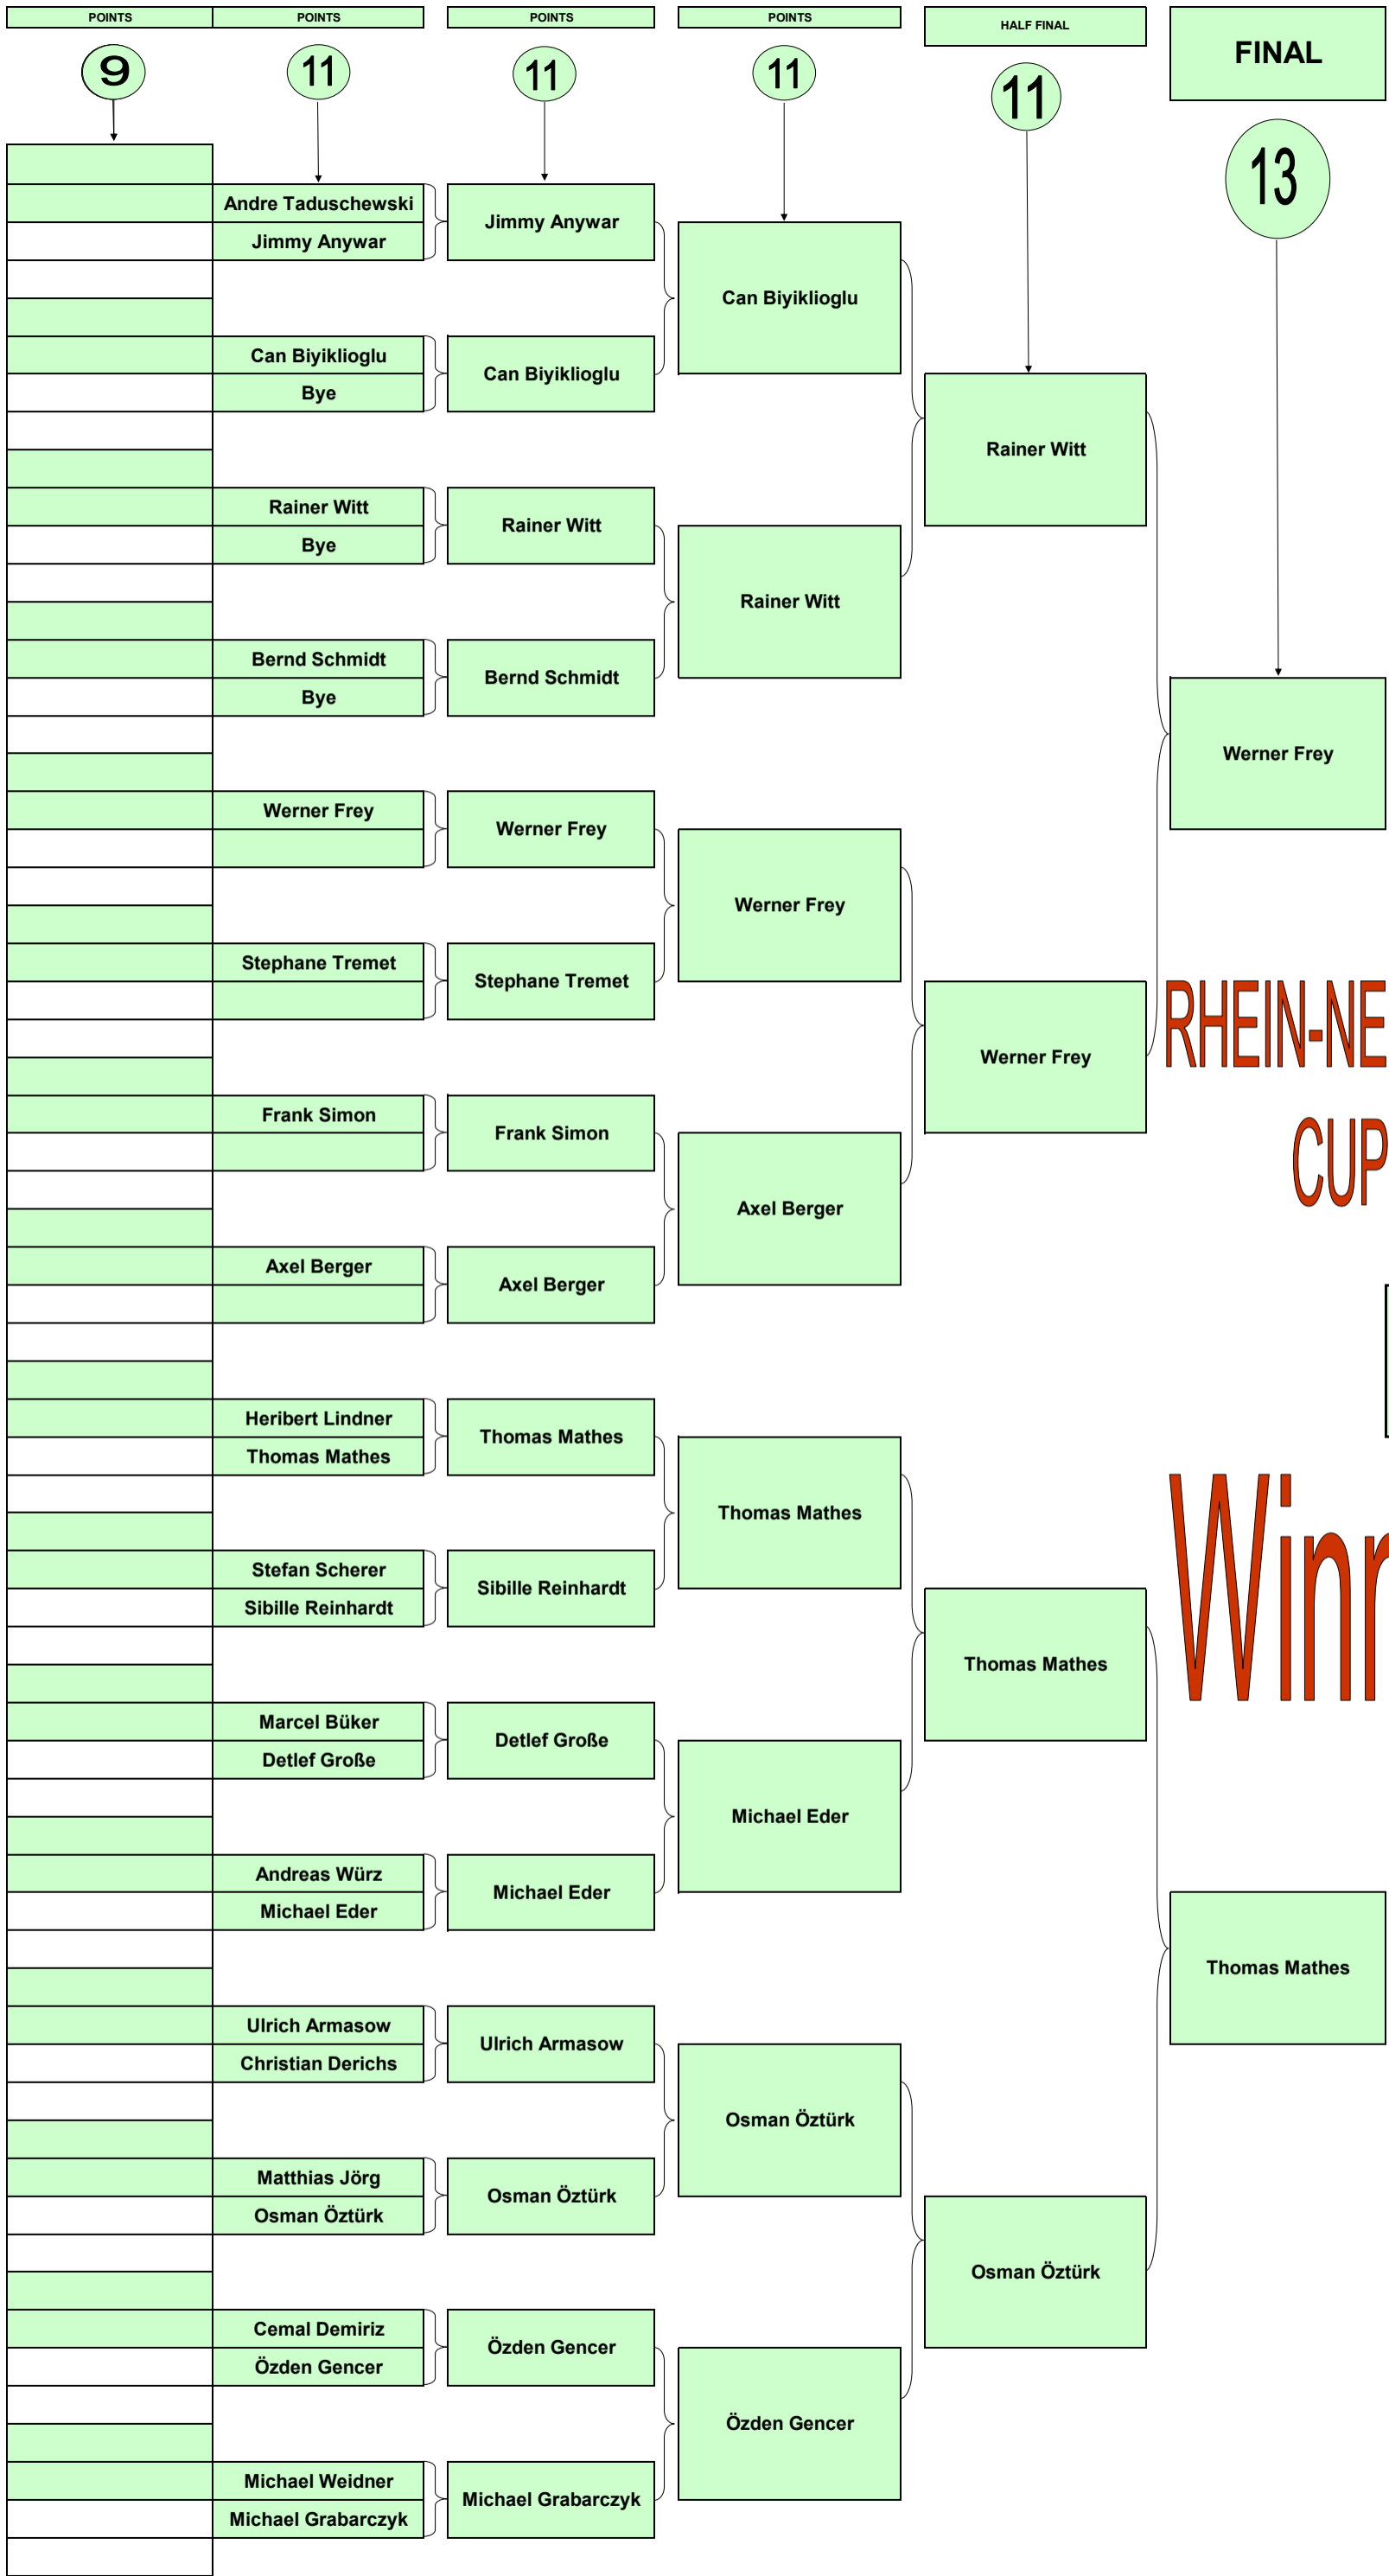 POINTS POINTS POINTS POINTS HALF FINAL FINAL
9 11 11 11 11 13
Andre Taduschewski
Jimmy Anywar
Jimmy Anywar
Can Biyiklioglu
Can Biyiklioglu
Bye
Can Biyiklioglu
Rainer Witt
Rainer Witt
Bye
Rainer Witt
Rainer Witt
Bernd Schmidt
Bye
Bernd Schmidt
Werner Frey
Werner Frey
Werner Frey
Werner Frey
Stephane Tremet
Stephane Tremet
Werner Frey
RHEIN-NE
CUP
Frank Simon
Frank Simon
Axel Berger
Axel Berger
Axel Berger
Heribert Lindner
Thomas Mathes
Thomas Mathes
Thomas Mathes
Stefan Scherer
Sibille Reinhardt
Sibille Reinhardt
Thomas Mathes
Winr
Marcel Büker
Detlef Große
Detlef Große
Michael Eder
Andreas Würz
Michael Eder
Michael Eder
Thomas Mathes
Ulrich Armasow
Christian Derichs
Ulrich Armasow
Osman Öztürk
Matthias Jörg
Osman Öztürk
Osman Öztürk
Osman Öztürk
Cemal Demiriz
Özden Gencer
Özden Gencer
Özden Gencer
Michael Weidner
Michael Grabarczyk
Michael Grabarczyk